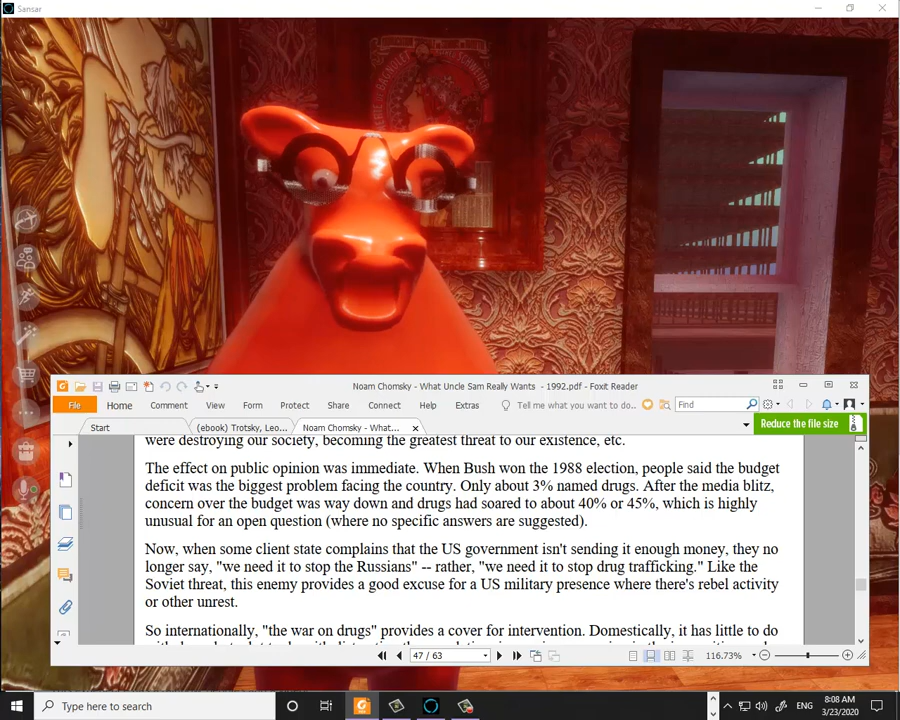 Sansar
Noam Chomsky - What Uncle Sam Really Wants - 1992.pdf - Foxit Reader
File Home Comment View Form Protect Share Connect Help Extras Tell me what you want to do... Find
Start (ebook) Trotsky, Leo... Noam Chomsky - What... Reduce the file size
were destroying our society, becoming the greatest threat to our existence, etc.
The effect on public opinion was immediate. When Bush won the 1988 election, people said the budget
deficit was the biggest problem facing the country. Only about 3% named drugs. After the media blitz,
concern over the budget was way down and drugs had soared to about 40% or 45%, which is highly
unusual for an open question (where no specific answers are suggested).
Now, when some client state complains that the US government isn't sending it enough money, they no
longer say, "we need it to stop the Russians" -- rather, "we need it to stop drug trafficking." Like the
Soviet threat, this enemy provides a good excuse for a US military presence where there's rebel activity
or other unrest.
So internationally, "the war on drugs" provides a cover for intervention. Domestically, it has little to do
47 / 63 116.73%
Type here to search
ENG
8:08 AM
3/23/2020